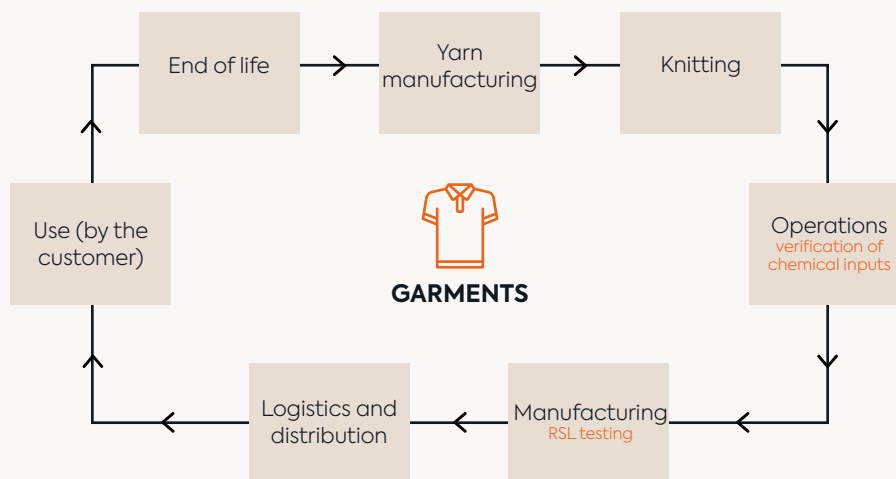 End of life
Yarn
manufacturing
Knitting
Use (by the
customer)
GARMENTS
Operations
verification of
chemical inputs
Logistics and
distribution
Manufacturing
RSL testing